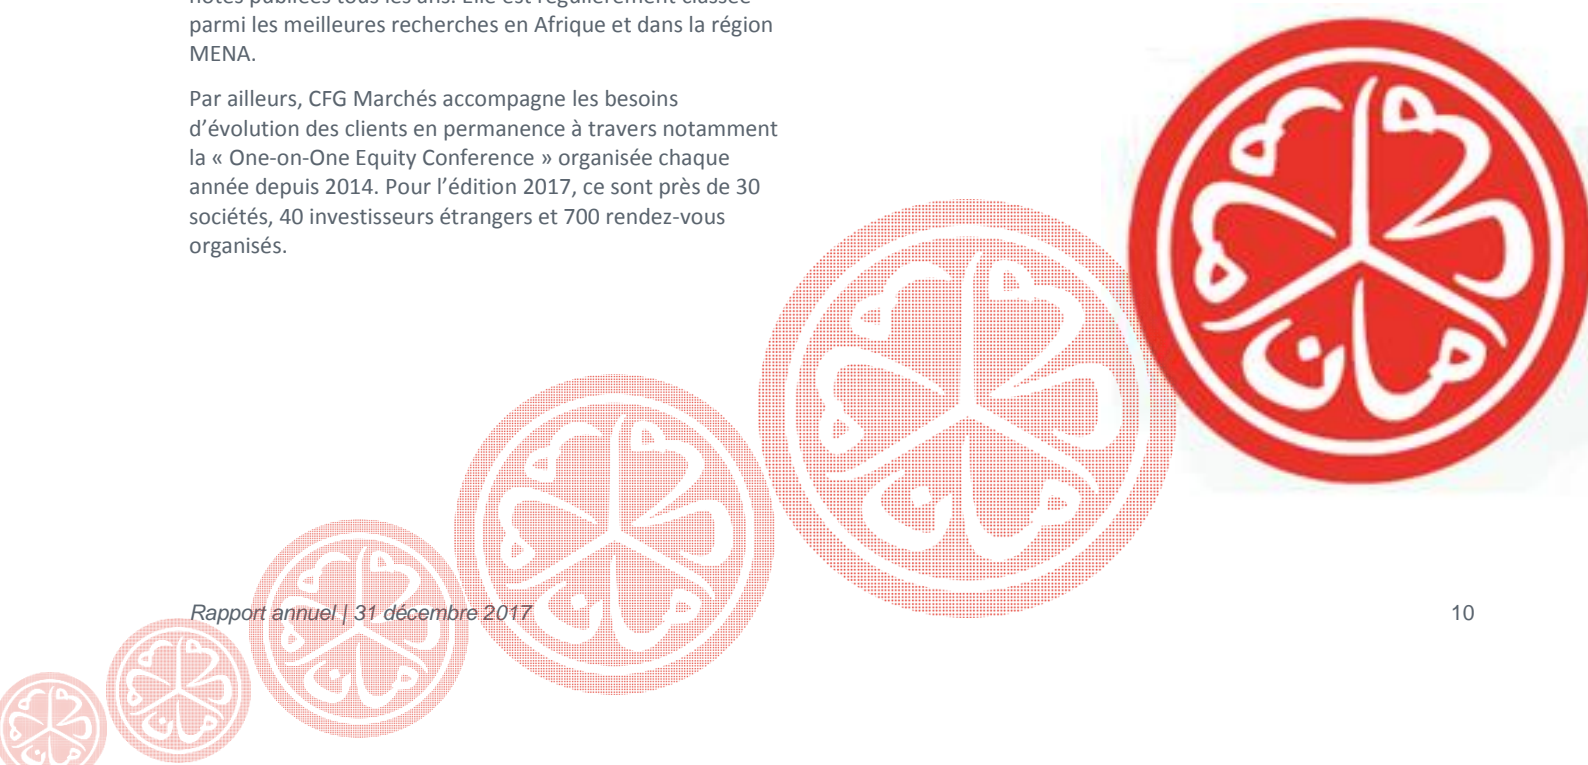 parmi les meilleures recherches en Afrique et dans la région
MENA.
Par ailleurs, CFG Marchés accompagne les besoins
d’évolution des clients en permanence à travers notamment
la « One-on-One Equity Conference » organisée chaque
année depuis 2014. Pour l’édition 2017, ce sont près de 30
sociétés, 40 investisseurs étrangers et 700 rendez-vous
organisés.
Rapport annuel | 31 décembre 2017
10